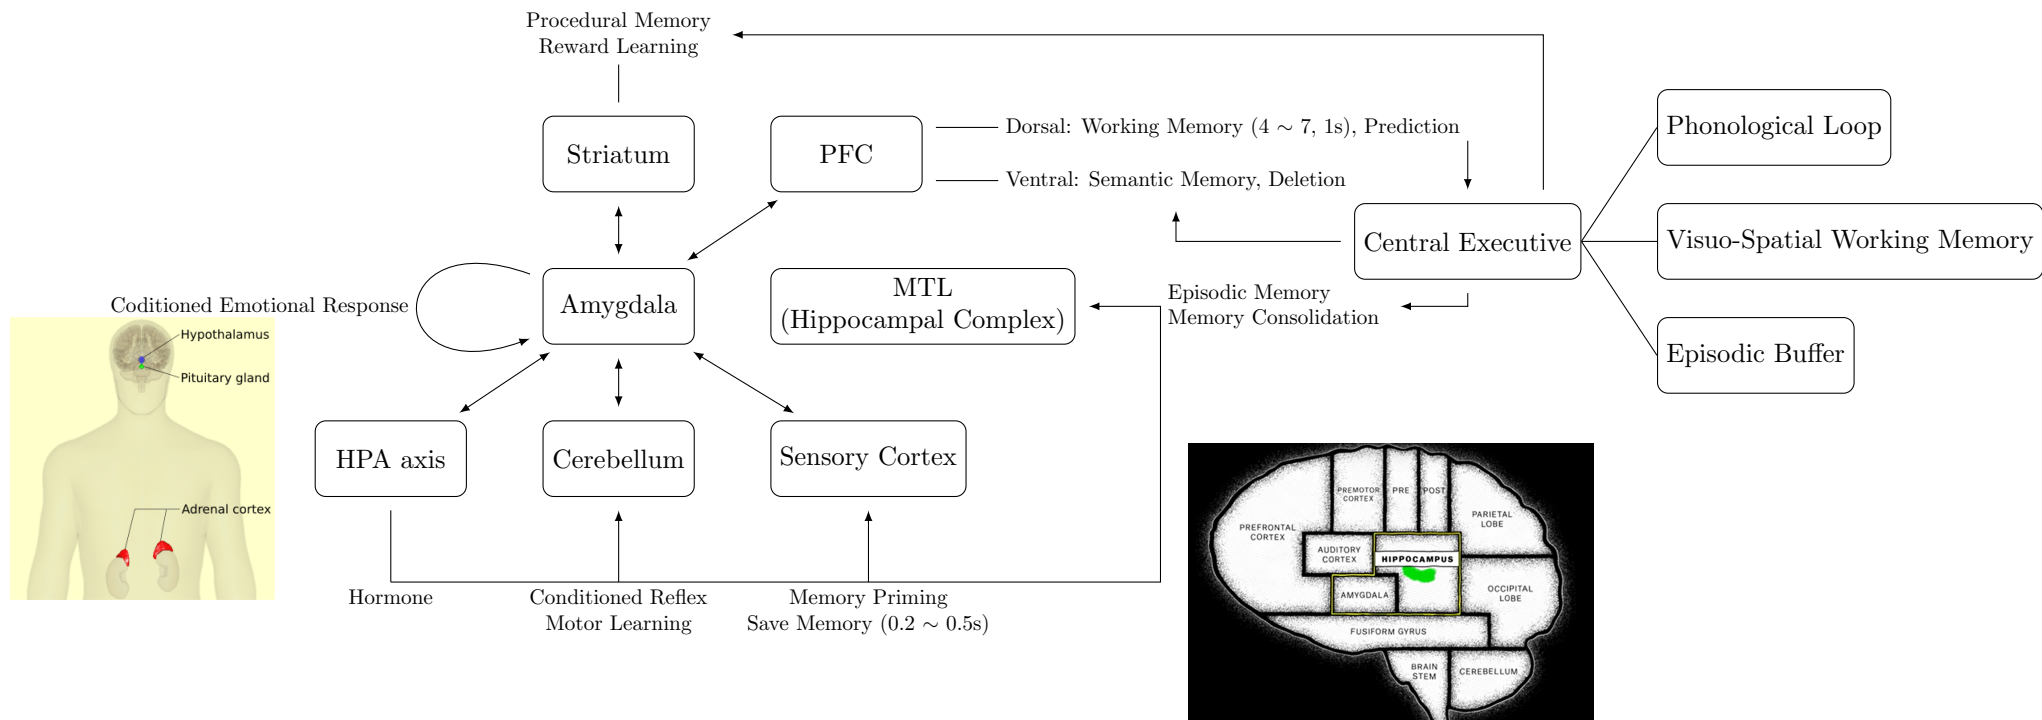 Procedural Memory
Reward Learning
Striatum
PFC
Dorsal: Working Memory (4 ∼ 7, 1s), Prediction
Ventral: Semantic Memory, Deletion
Phonological Loop
Central Executive
Visuo-Spatial Working Memory
Episodic Buffer
Coditioned Emotional Response
Amygdala
MTL
(Hippocampal Complex)
Episodic Memory
Memory Consolidation
Hypothalamus
Pituitary gland
Adrenal cortex
HPA axis
Cerebellum
Sensory Cortex
Hormone
Conditioned Reflex
Motor Learning
Memory Priming
Save Memory (0.2 ∼ 0.5s)
PREMOTOR
CORTEX
PRE
POST
PREFRONTAL
CORTEX
PARIETAL
LOBE
AUDITORY
CORTEX
HIPPOCAMPUS
AMYGDALA
OCCIPITAL
LOBE
FUSIFORM GYRUS
BRAIN
STEM
CEREBELLUM